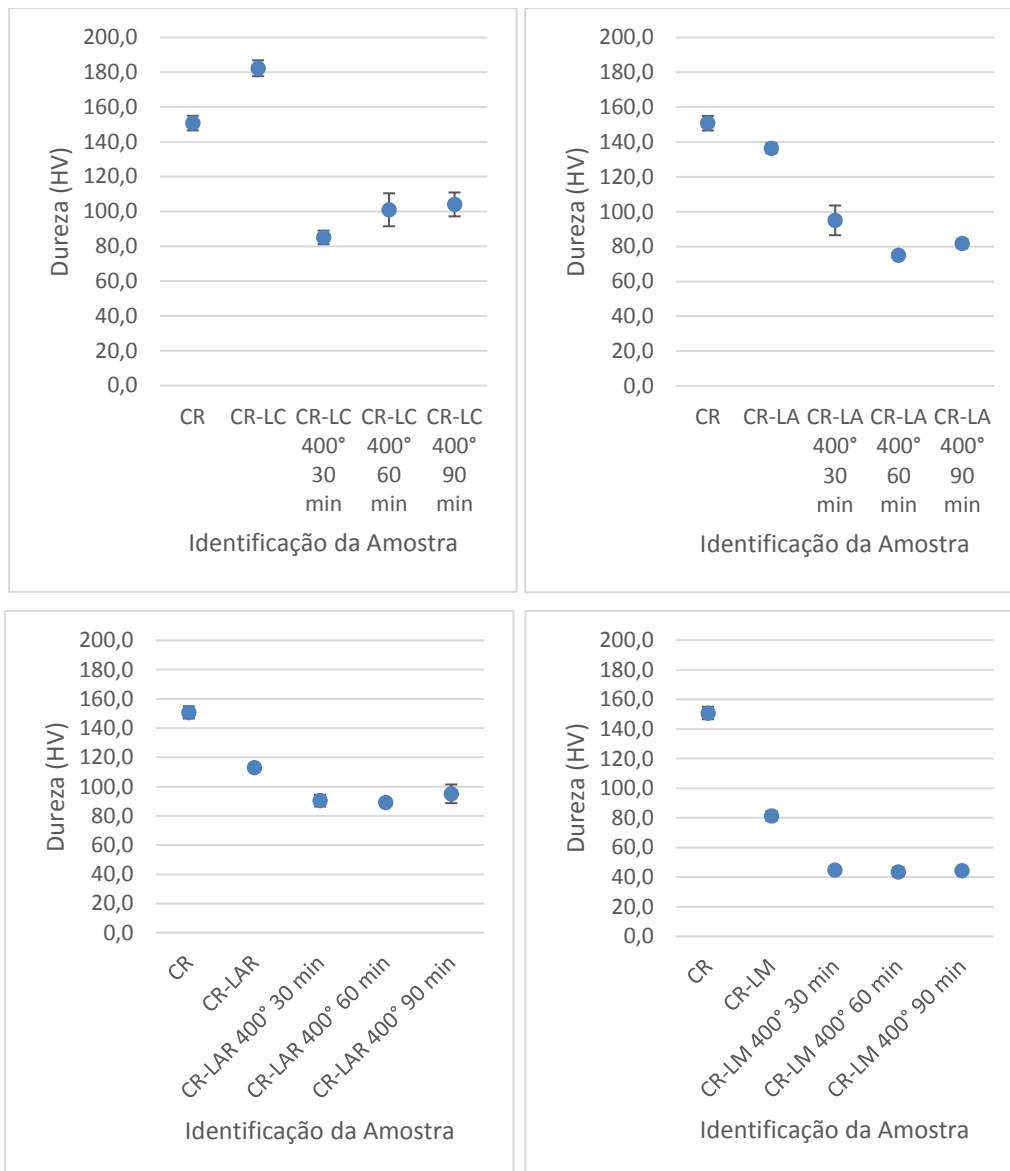 200,0
180,0
160,0
140,0
120,0
100,0
80,0
60,0
40,0
20,0
0,0
Dureza (HV)
CR
CR-LC
CR-LC
400°
30
min
CR-LC
400°
60
min
CR-LC
400°
90
min
Identificação da Amostra
200,0
180,0
160,0
140,0
120,0
100,0
80,0
60,0
40,0
20,0
0,0
Dureza (HV)
CR
CR-LA
CR-LA
400°
30
min
CR-LA
400°
60
min
CR-LA
400°
90
min
Identificação da Amostra
200,0
180,0
160,0
140,0
120,0
100,0
80,0
60,0
40,0
20,0
0,0
Dureza (HV)
CR
CR-LAR
CR-LAR 400° 30 min
CR-LAR 400° 60 min
CR-LAR 400° 90 min
Identificação da Amostra
200,0
180,0
160,0
140,0
120,0
100,0
80,0
60,0
40,0
20,0
0,0
Dureza (HV)
CR
CR-LM
CR-LM 400° 30 min
CR-LM 400° 60 min
CR-LM 400° 90 min
Identificação da Amostra